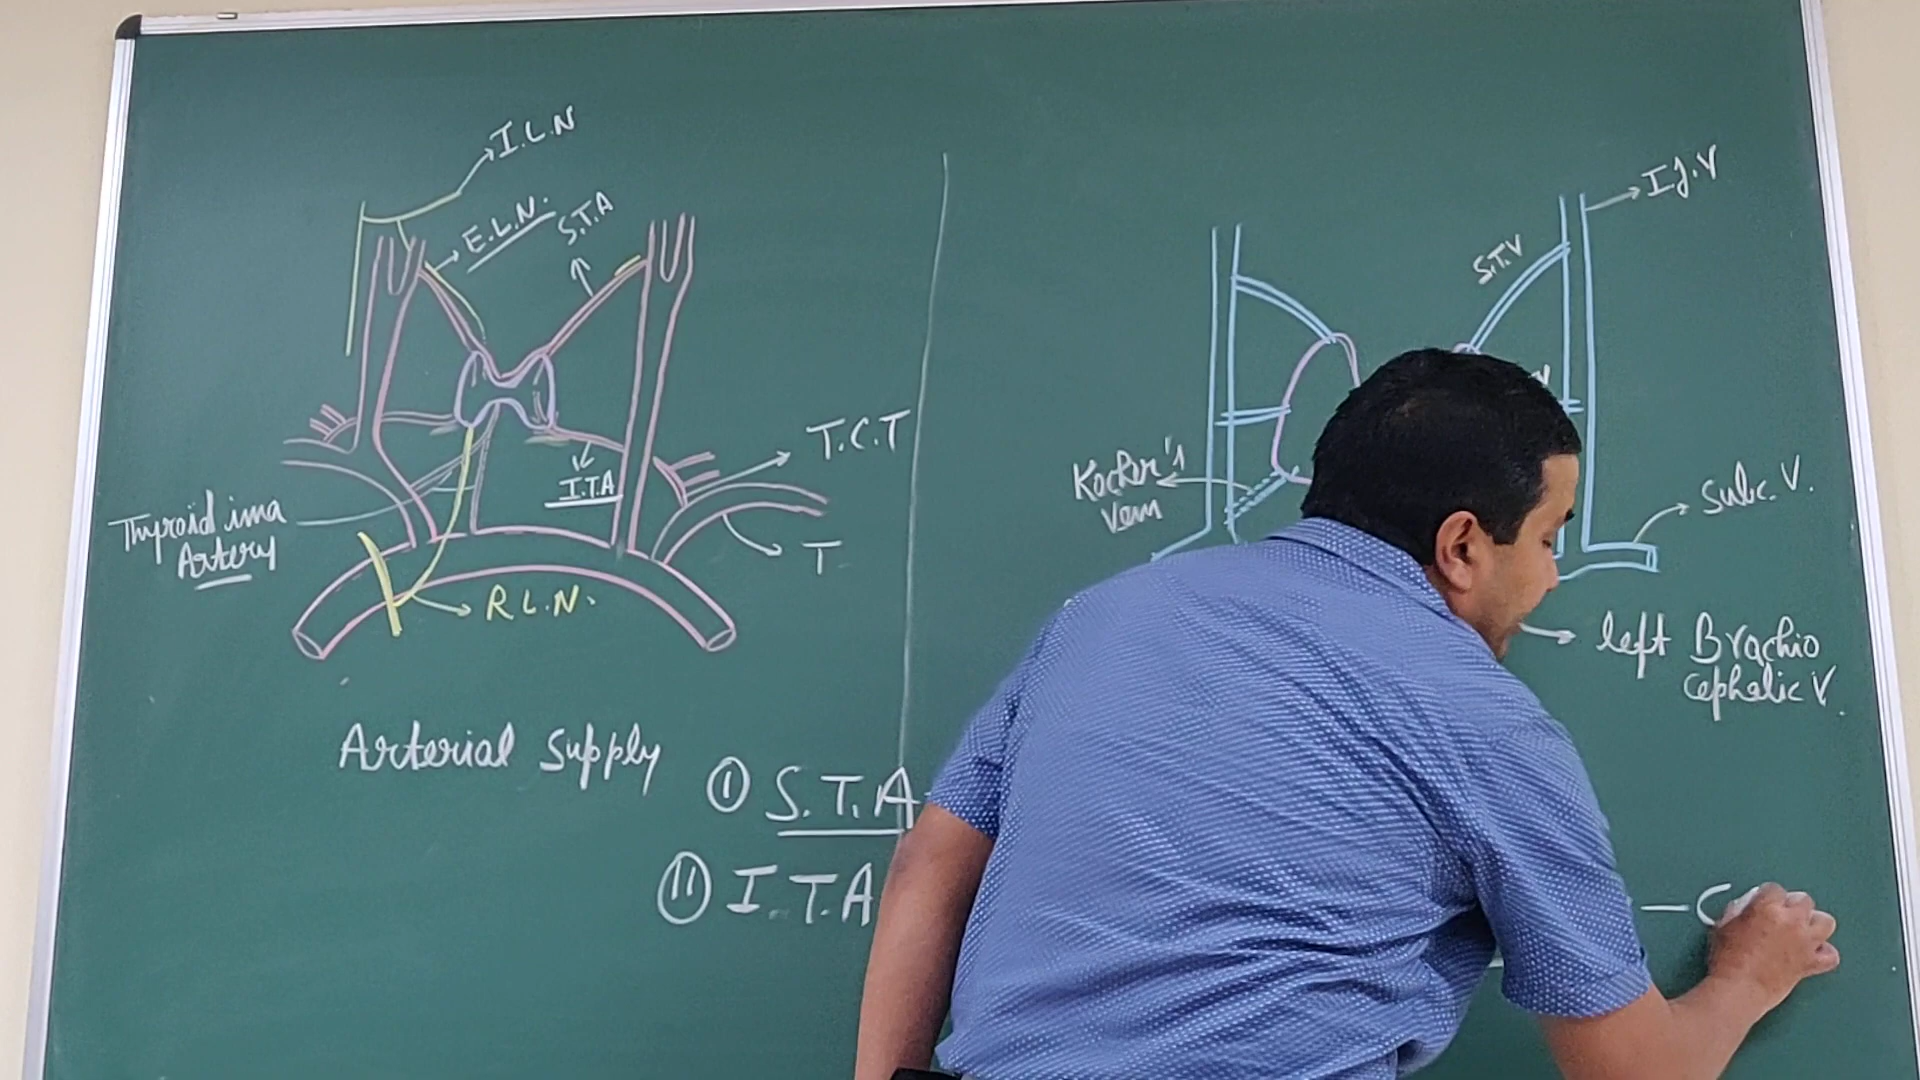 I.L.N
E.L.N.
S.T.A
T.C.T
I.T.A
Thyroid ima
Artery
T
R L.N.
Arterial Supply
① S.T.A
⑪ I.T.A
I J.V
S.T.V
Kocher's
Vein
Subc. V.
left Brachio
cephalic V.